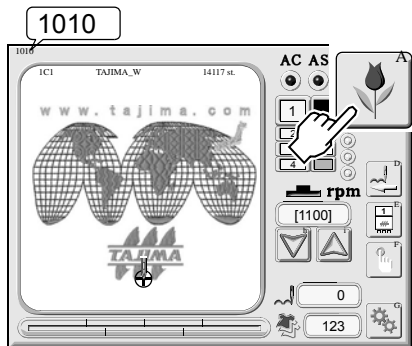 1010
1010
1C1 TAJIMA_W 14117 st.
AC AS
A
www.tajima.com
1
2
4
D
rpm
[1100]
E
1
F
TAJIMA
0
G
123